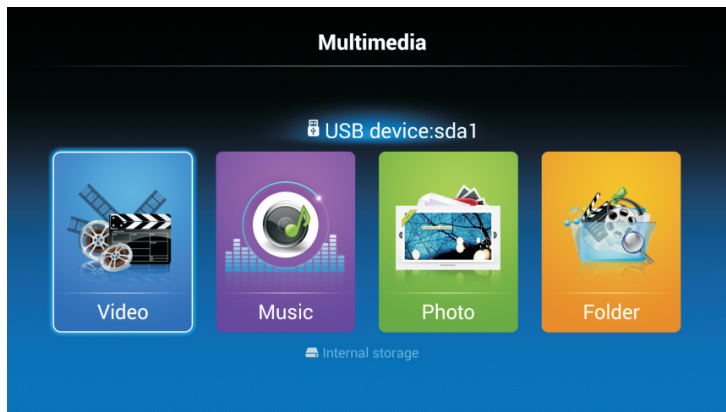 Multimedia
USB device:sda1
Video
Music
Photo
Folder
Internal storage